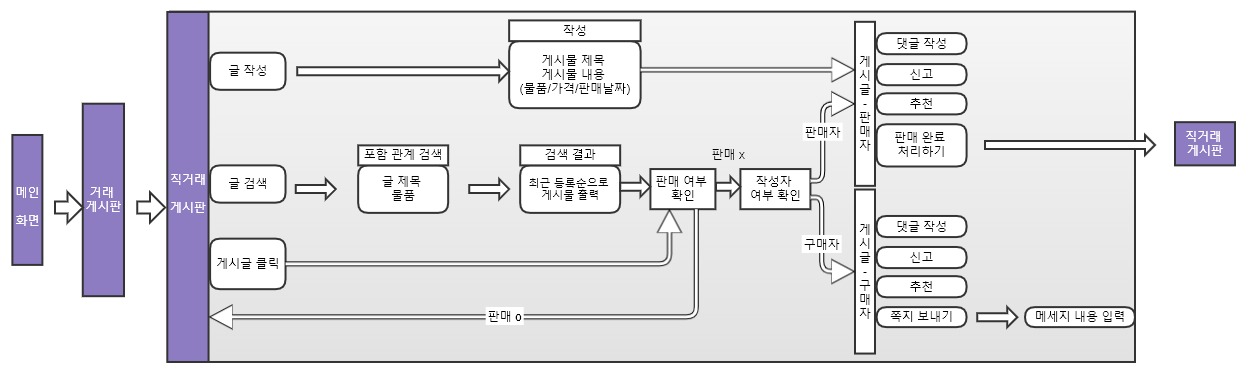 메인
화면
거래
게시판
직거래
게시판
글 작성
작성
게시물 제목
게시물 내용
(물품/가격/판매날짜)
글 검색
포함 관계 검색
글 제목
물품
검색 결과
최근 등록순으로
게시물 출력
판매 여부
확인
판매 x
작성자
여부 확인
판매자
구매자
게시글 클릭
판매 o
게
시
글
-
판
매
자
댓글 작성
신고
추천
판매 완료
처리하기
게
시
글
-
구
매
자
댓글 작성
신고
추천
쪽지 보내기
메세지 내용 입력
직거래
게시판